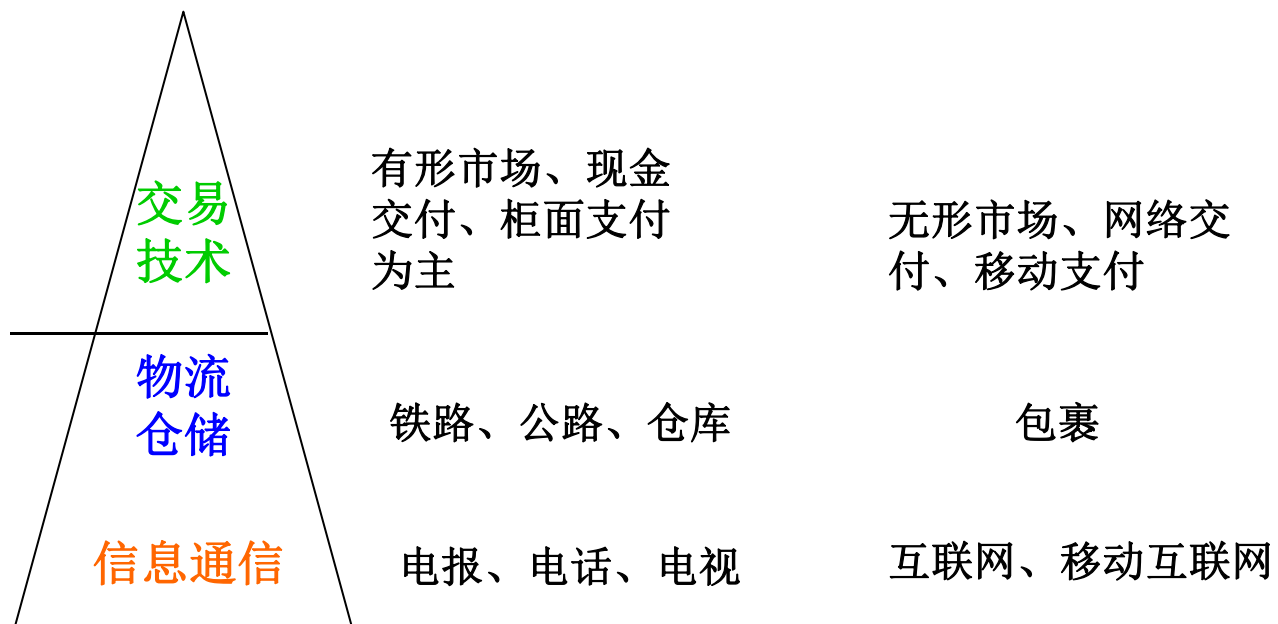 交易
技术
有形市场、现金
交付、柜面支付
为主
无形市场、网络交
付、移动支付
物流
仓储
铁路、公路、仓库
包裹
信息通信
电报、电话、电视
互联网、移动互联网